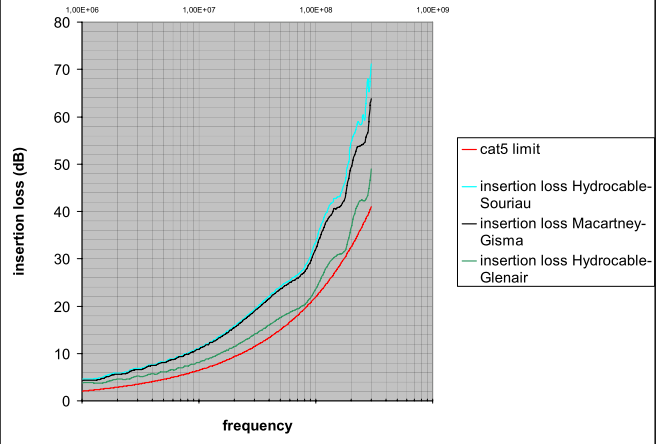 1,00E+06 1,00E+07 1,00E+08 1,00E+09
80
70
60
50
40
30
20
10
0
insertion loss (dB)
frequency
cat5 limit
insertion loss Hydrocable-
Souriau
insertion loss Macartney-
Gisma
insertion loss Hydrocable-
Glenair